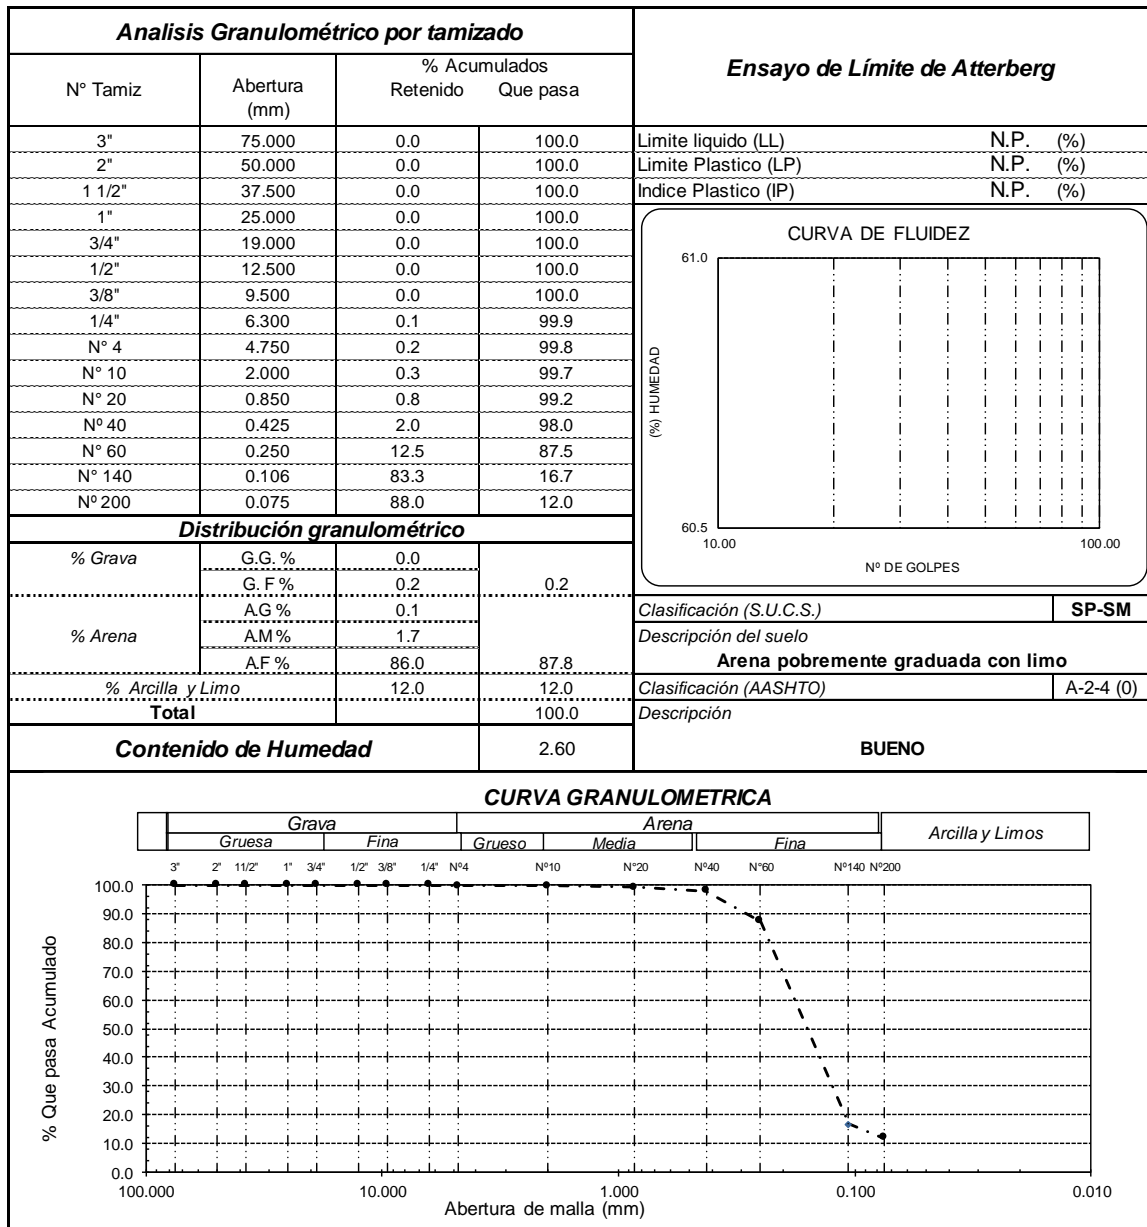 Analisis Granulométrico por tamizado
N° Tamiz Abertura (mm) % Acumulados
Retenido Que pasa
3" 75.000 0.0 100.0
2" 50.000 0.0 100.0
1 1/2" 37.500 0.0 100.0
1" 25.000 0.0 100.0
3/4" 19.000 0.0 100.0
1/2" 12.500 0.0 100.0
3/8" 9.500 0.0 100.0
1/4" 6.300 0.1 99.9
N° 4 4.750 0.2 99.8
N° 10 2.000 0.3 99.7
N° 20 0.850 0.8 99.2
Nº 40 0.425 2.0 98.0
N° 60 0.250 12.5 87.5
N° 140 0.106 83.3 16.7
Nº 200 0.075 88.0 12.0
Distribución granulométrico
% Grava G.G. % 0.0
G. F % 0.2 0.2
A.G % 0.1
% Arena A.M % 1.7
A.F % 86.0 87.8
% Arcilla y Limo 12.0 12.0
Total 100.0
Contenido de Humedad 2.60
Ensayo de Límite de Atterberg
Limite liquido (LL) N.P. (%)
Limite Plastico (LP) N.P. (%)
Indice Plastico (IP) N.P. (%)
CURVA DE FLUIDEZ
61.0
(%) HUMEDAD
60.5
10.00 100.00
Nº DE GOLPES
Clasificación (S.U.C.S.) SP-SM
Descripción del suelo
Arena pobremente graduada con limo
Clasificación (AASHTO) A-2-4 (0)
Descripción
BUENO
CURVA GRANULOMETRICA
Grava Arena Arcilla y Limos
Gruesa Fina Grueso Media Fina
3" 2" 11/2" 1" 3/4" 1/2" 3/8" 1/4" Nº4 Nº10 N°20 Nº40 N°60 Nº140 Nº200
100.0
90.0
80.0
70.0
60.0
50.0
40.0
30.0
20.0
10.0
0.0
% Que pasa Acumulado
100.000 10.000 1.000 0.100 0.010
Abertura de malla (mm)